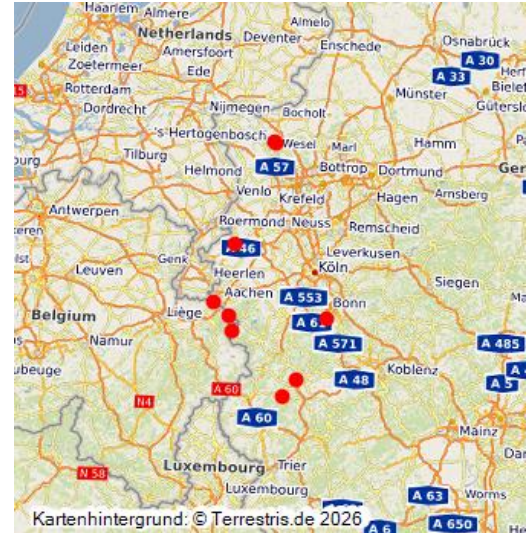 Haarlem Almere
Almelo
Netherlands Deventer
Enschede Osnabrück
Leiden Amersfoort
A 30
Zoetermeer Ede
A 33
Rotterdam
Münster
Dordrecht
Nijmegen Bocholt
's Hertogenbosch
Wesel Marl Hamm
Tilburg
A 57
Helmond
Bottrop Dortmund
Venlo
Krefeld Hagen Arnsberg
Antwerpen
Roermond Neuss Remscheid
A 46
Genk
Leverkusen
Leuven Heerlen Köln
Siegen
Aachen
A 553
Liège
Bonn
Belgium
A 571
A 485
Namur
Koblenz
A 48
A 60
N4
A 60
Mainz
N 58
Trier
Luxembourg
Luxembourg
A 63
Worms
A 650
A 6
Kartenhintergrund: © Terrestris.de 2026